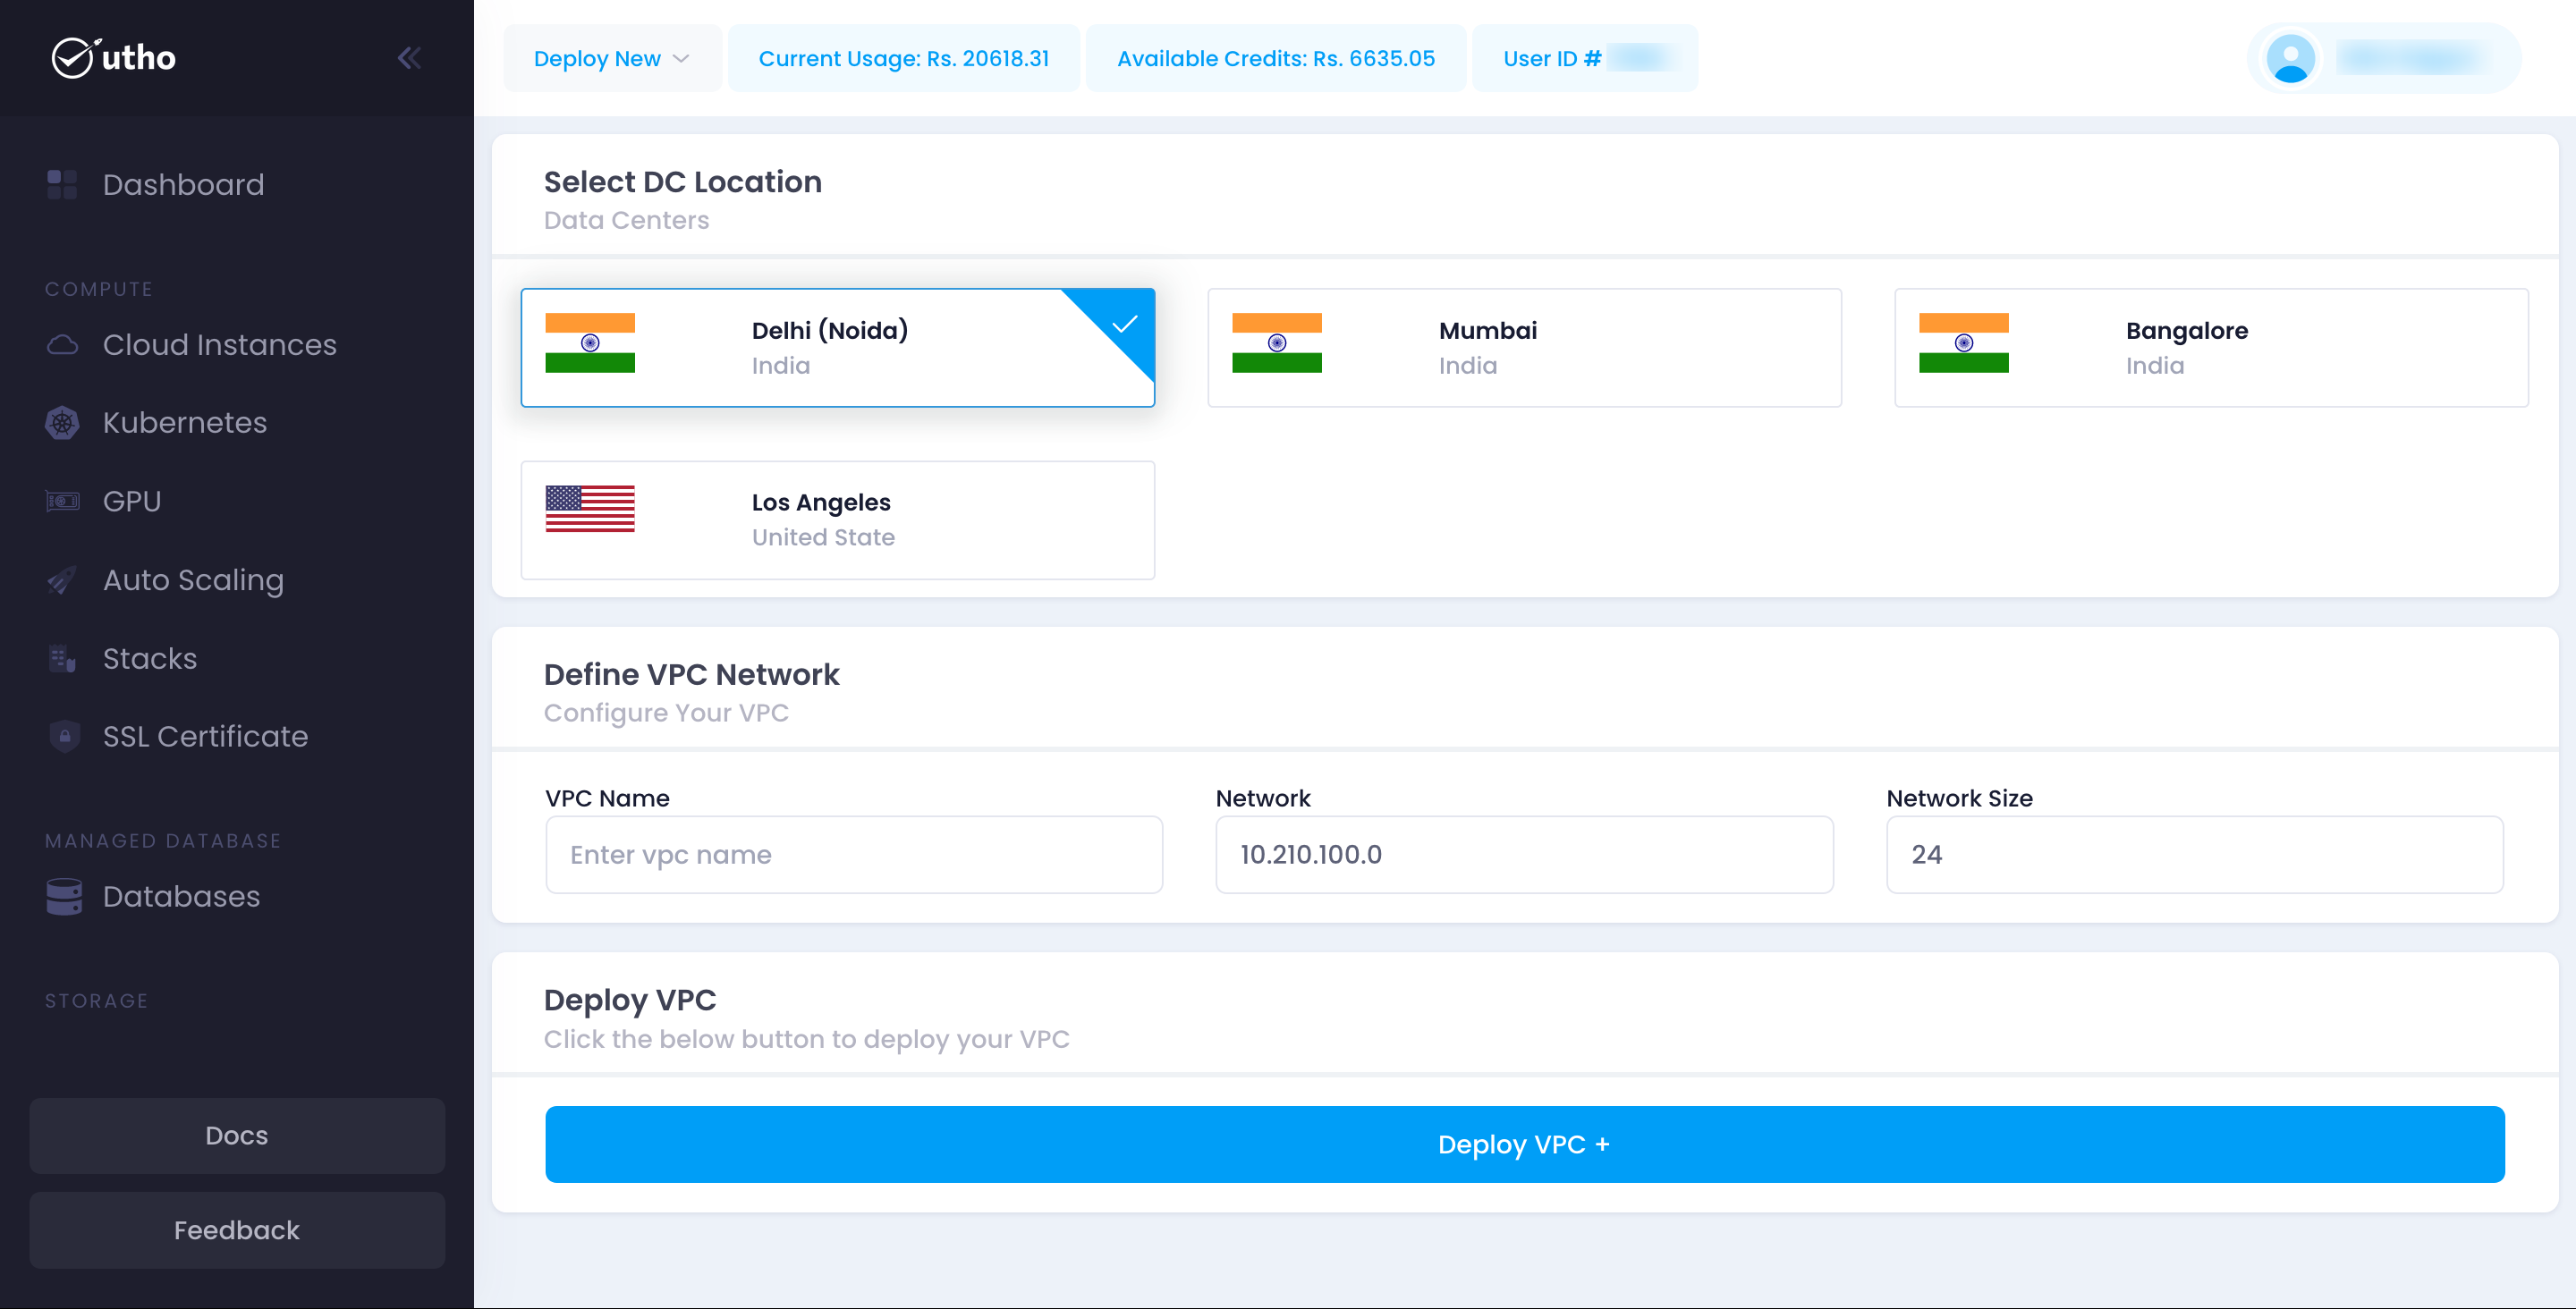 utho
Deploy New
Current Usage: Rs. 20618.31
Available Credits: Rs. 6635.05
User ID #
Dashboard
COMPUTE
Cloud Instances
Kubernetes
GPU
Auto Scaling
Stacks
SSL Certificate
MANAGED DATABASE
Databases
STORAGE
Docs
Feedback
Select DC Location
Data Centers
Delhi (Noida)
India
Mumbai
India
Bangalore
India
Los Angeles
United State
Define VPC Network
Configure Your VPC
VPC Name
Enter vpc name
Network
10.210.100.0
Network Size
24
Deploy VPC
Click the below button to deploy your VPC
Deploy VPC +